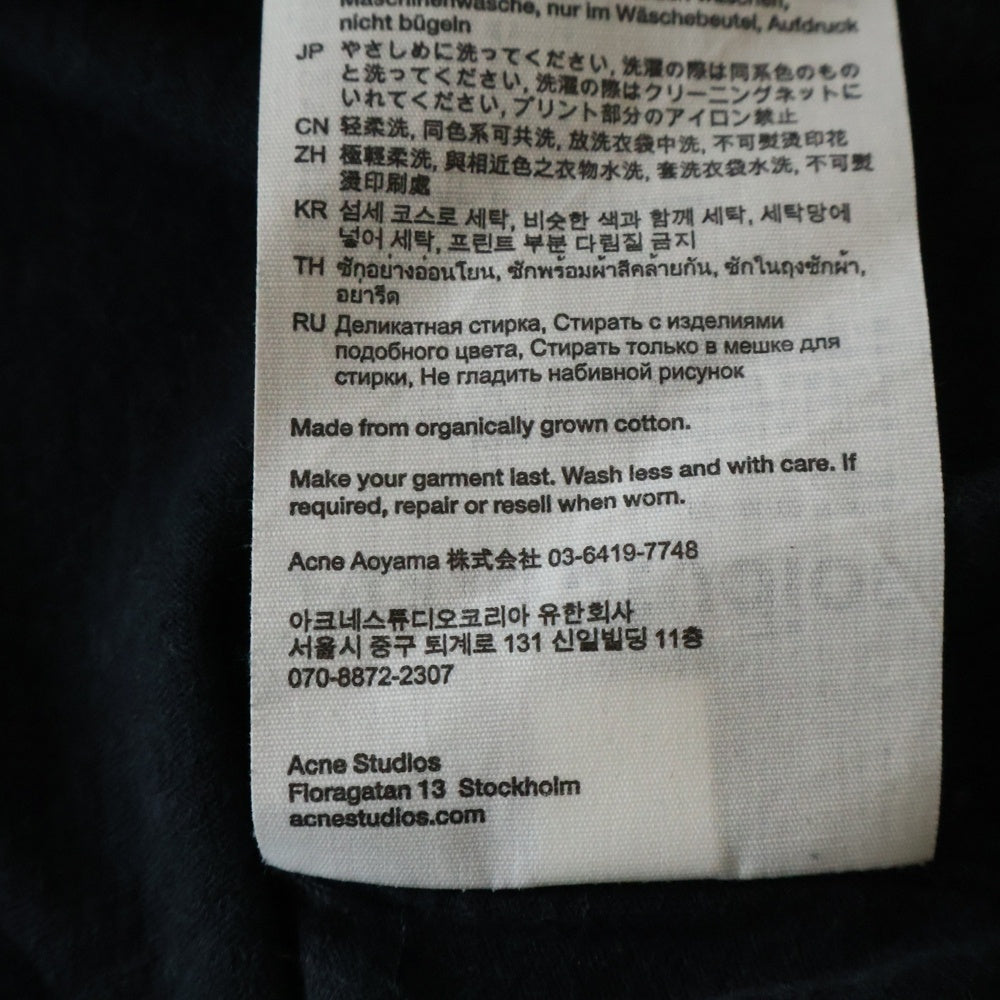 Maschinenwäsche, nur im Wäschebeutel, Aufdruck
nicht bügeln
JP やさしめに洗ってください, 洗濯の際は同系色のもの
と洗ってください, 洗濯の際はクリーニングネットに
いれてください, プリント部分のアイロン禁止
CN 轻柔洗, 同色系可共洗, 放洗衣袋中洗, 不可熨烫印花
ZH 極輕柔洗, 與相近色之衣物水洗, 套洗衣袋水洗, 不可熨
燙印刷處
KR 섬세 코스로 세탁, 비슷한 색과 함께 세탁, 세탁망에
넣어 세탁, 프린트 부분 다림질 금지
TH ซักอย่างอ่อนโยน, ซักพร้อมผ้าสีคล้ายกัน, ซักในถุงซักผ้า,
อย่ารีด
RU Деликатная стирка, Стирать с изделиями
подобного цвета, Стирать только в мешке для
стирки, Не гладить набивной рисунок
Made from organically grown cotton.
Make your garment last. Wash less and with care. If
required, repair or resell when worn.
Acne Aoyama 株式会社 03-6419-7748
아크네스튜디오코리아 유한회사
서울시 중구 퇴계로 131 신일빌딩 11층
070-8872-2307
Acne Studios
Floragatan 13 Stockholm
acnestudios.com